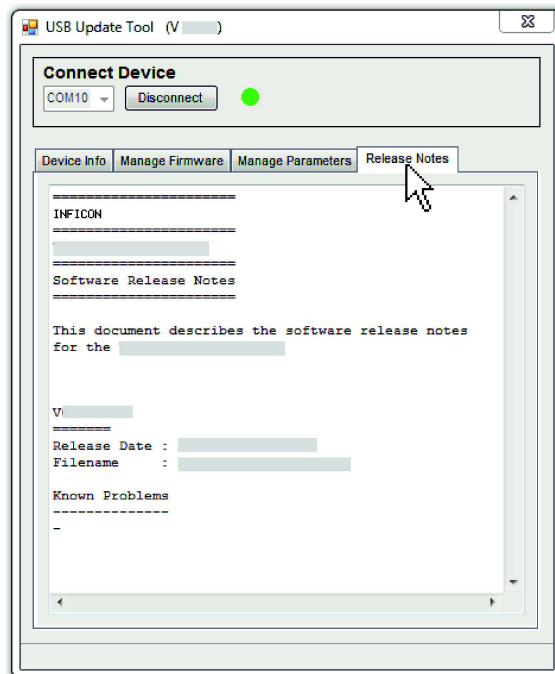 USB Update Tool (V )
Connect Device
COM10 Disconnect
Device Info Manage Firmware Manage Parameters Release Notes
======================
INFICON
======================
======================
Software Release Notes
======================
This document describes the software release notes
for the
V
=======
Release Date :
Filename :
Known Problems
--------------
-